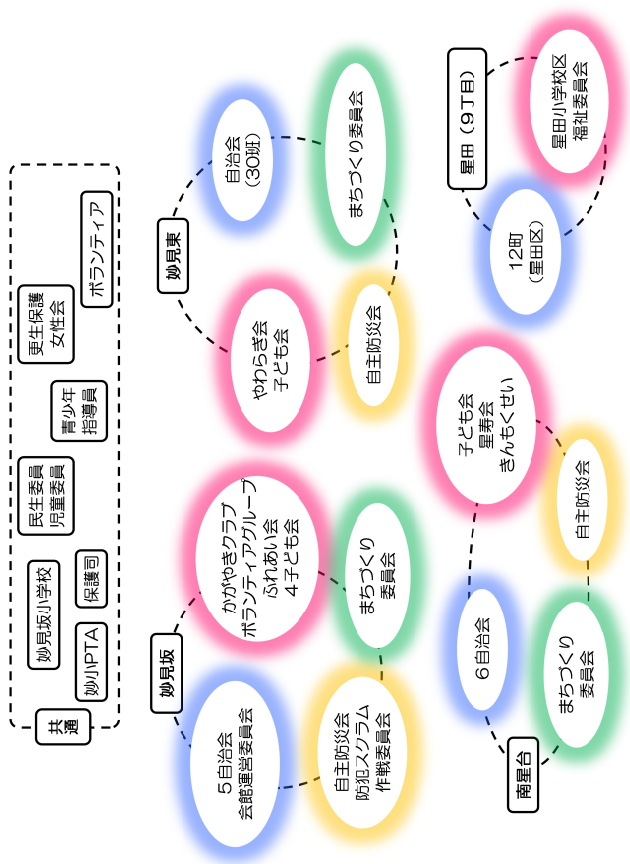 共通
妙見坂小学校
妙小PTA
保護司
民生委員
児童委員
青少年
指導員
更生保護
女性会
ボランティア
妙見坂
5自治会
会館運営委員会
かがやきクラブ
ボランティアグループ
ふれあい会
4子ども会
自主防災会
防犯スクラム
作戦委員会
まちづくり
委員会
妙見東
やわらぎ会
子ども会
自治会
(30班)
自主防災会
まちづくり委員会
南星台
6自治会
子ども会
星寿会
きんもくせい
まちづくり
委員会
自主防災会
星田(9丁目)
12町
(星田区)
星田小学校区
福祉委員会